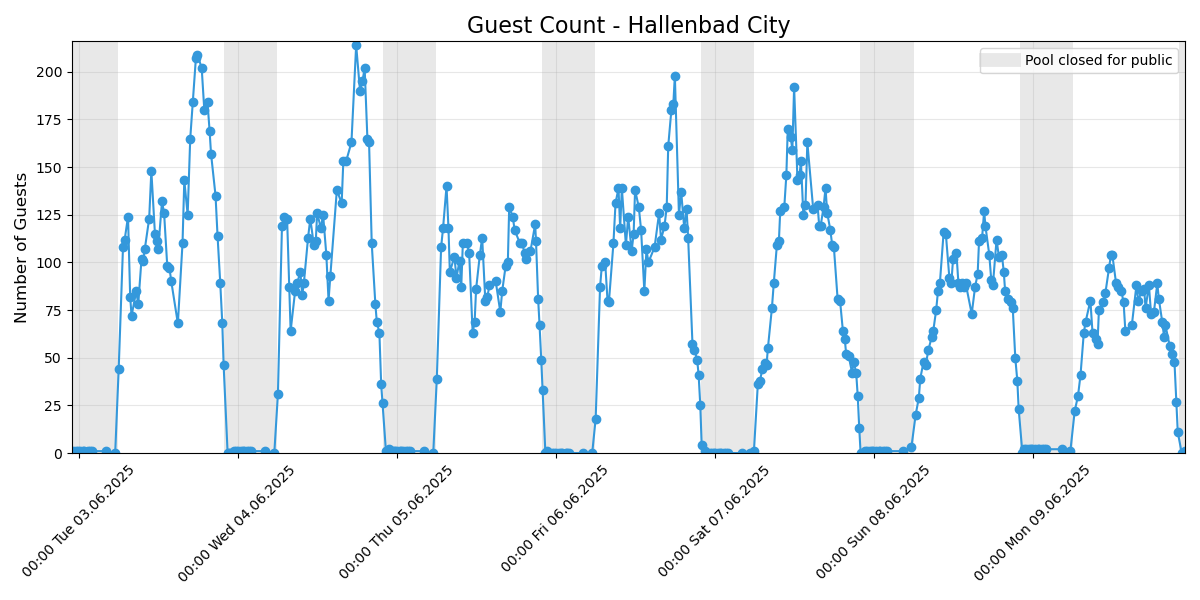 Guest Count - Hallenbad City
Pool closed for public
Number of Guests
200
175
150
125
100
75
50
25
0
00:00 Tue 03.06.2025
00:00 Wed 04.06.2025
00:00 Thu 05.06.2025
00:00 Fri 06.06.2025
00:00 Sat 07.06.2025
00:00 Sun 08.06.2025
00:00 Mon 09.06.2025